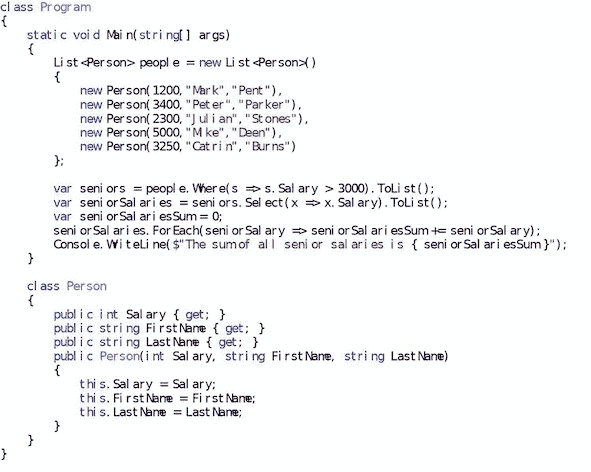 class Program
{
    static void Main(string[] args)
    {
        List<Person> people = new List<Person>()
        {
            new Person(1200,"Mark","Pent"),
            new Person(3400,"Peter","Parker"),
            new Person(2300,"Julian","Stones"),
            new Person(5000,"Mike","Deen"),
            new Person(3250,"Catrin","Burns")
        };

        var seniors = people.Where(s => s.Salary > 3000).ToList();
        var seniorSalaries = seniors.Select(x => x.Salary).ToList();
        var seniorSalariesSum = 0;
        seniorSalaries.ForEach(seniorSalary => seniorSalariesSum += seniorSalary);
        Console.WriteLine($"The sum of all senior salaries is { seniorSalariesSum }");
    }

    class Person
    {
        public int Salary { get; }
        public string FirstName { get; }
        public string LastName { get; }
        public Person(int Salary, string FirstName, string LastName)
        {
            this.Salary = Salary;
            this.FirstName = FirstName;
            this.LastName = LastName;
        }
    }
}